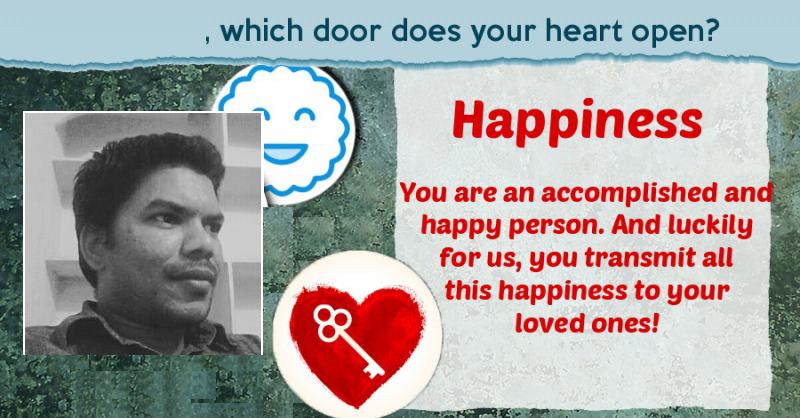 , which door does your heart open?
Happiness
You are an accomplished and
happy person. And luckily
for us, you transmit all
this happiness to your
loved ones!